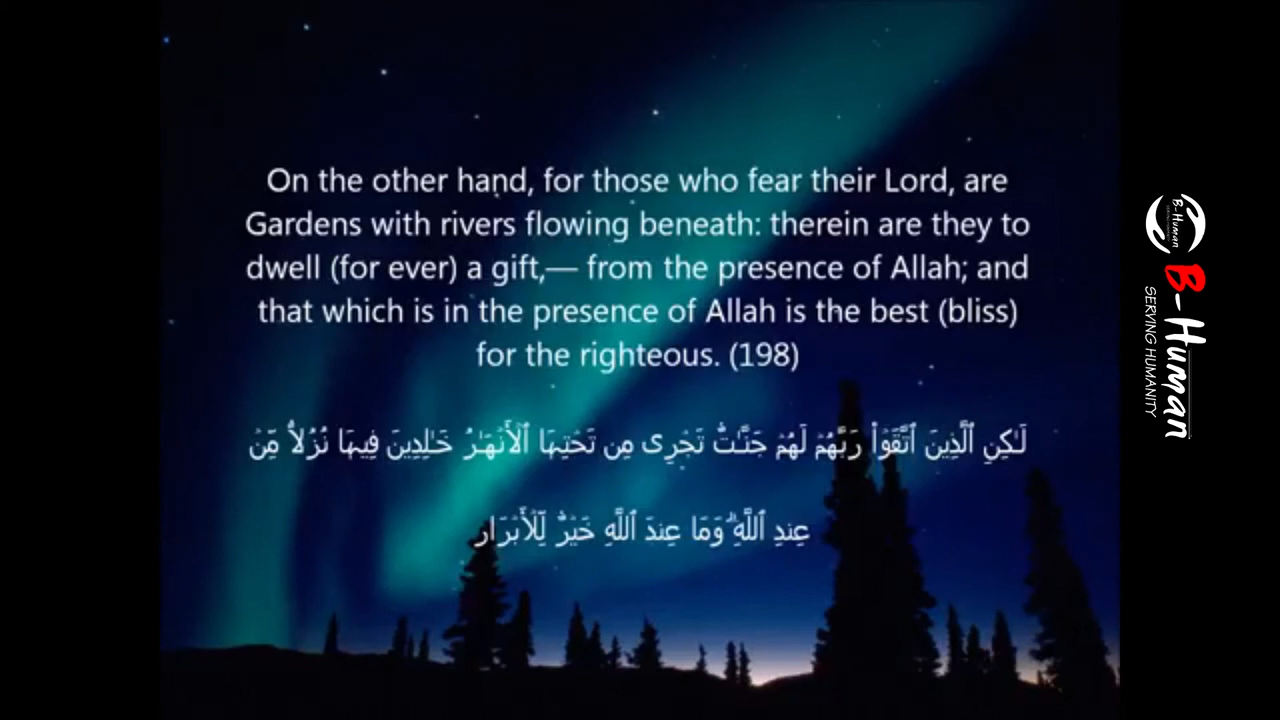 On the other hand, for those who fear their Lord, are
Gardens with rivers flowing beneath: therein are they to
dwell (for ever) a gift,— from the presence of Allah; and
that which is in the presence of Allah is the best (bliss)
for the righteous. (198)
لَـٰكِنِ ٱلَّذِينَ ٱتَّقَوْا۟ رَبَّهُمْ لَهُمْ جَنَّـٰتٌ تَجْرِى مِن تَحْتِهَا ٱلْأَنْهَـٰرُ خَـٰلِدِينَ فِيهَا نُزُلاً مِّنْ
عِندِ ٱللَّهِ ۗ وَمَا عِندَ ٱللَّهِ خَيْرٌ لِّلْأَبْرَارِ
B-Human
B-Human
SERVING HUMANITY